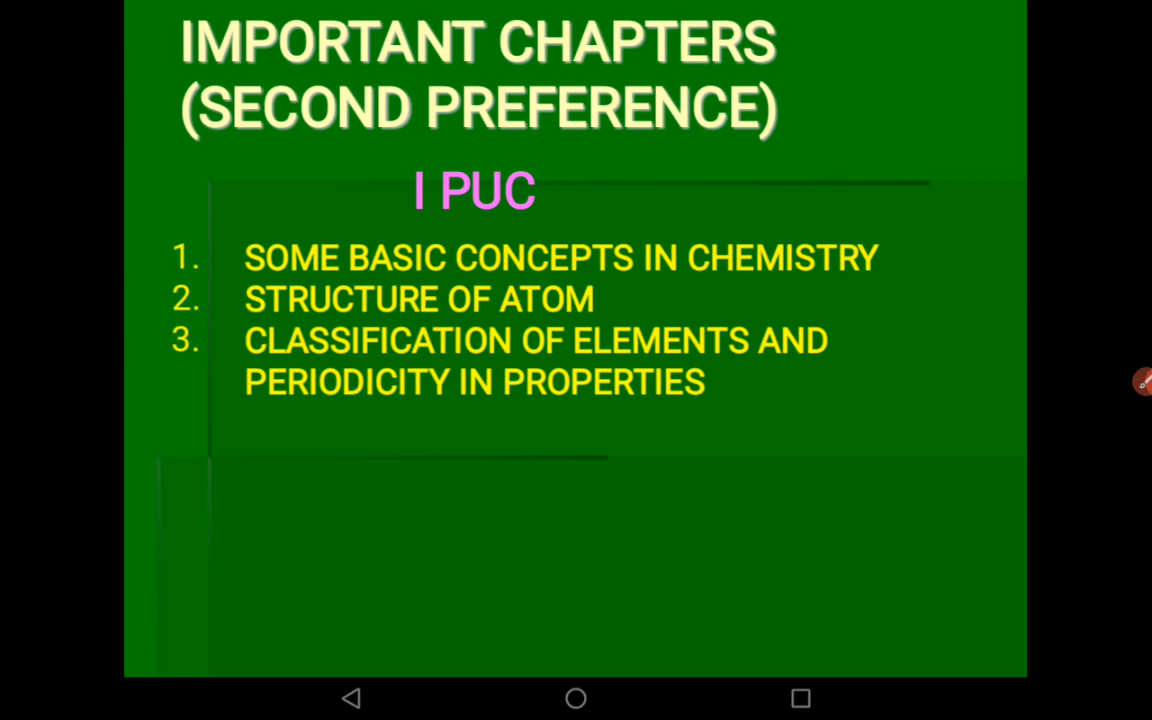 IMPORTANT CHAPTERS
(SECOND PREFERENCE)
I PUC
1. SOME BASIC CONCEPTS IN CHEMISTRY
2. STRUCTURE OF ATOM
3. CLASSIFICATION OF ELEMENTS AND
PERIODICITY IN PROPERTIES